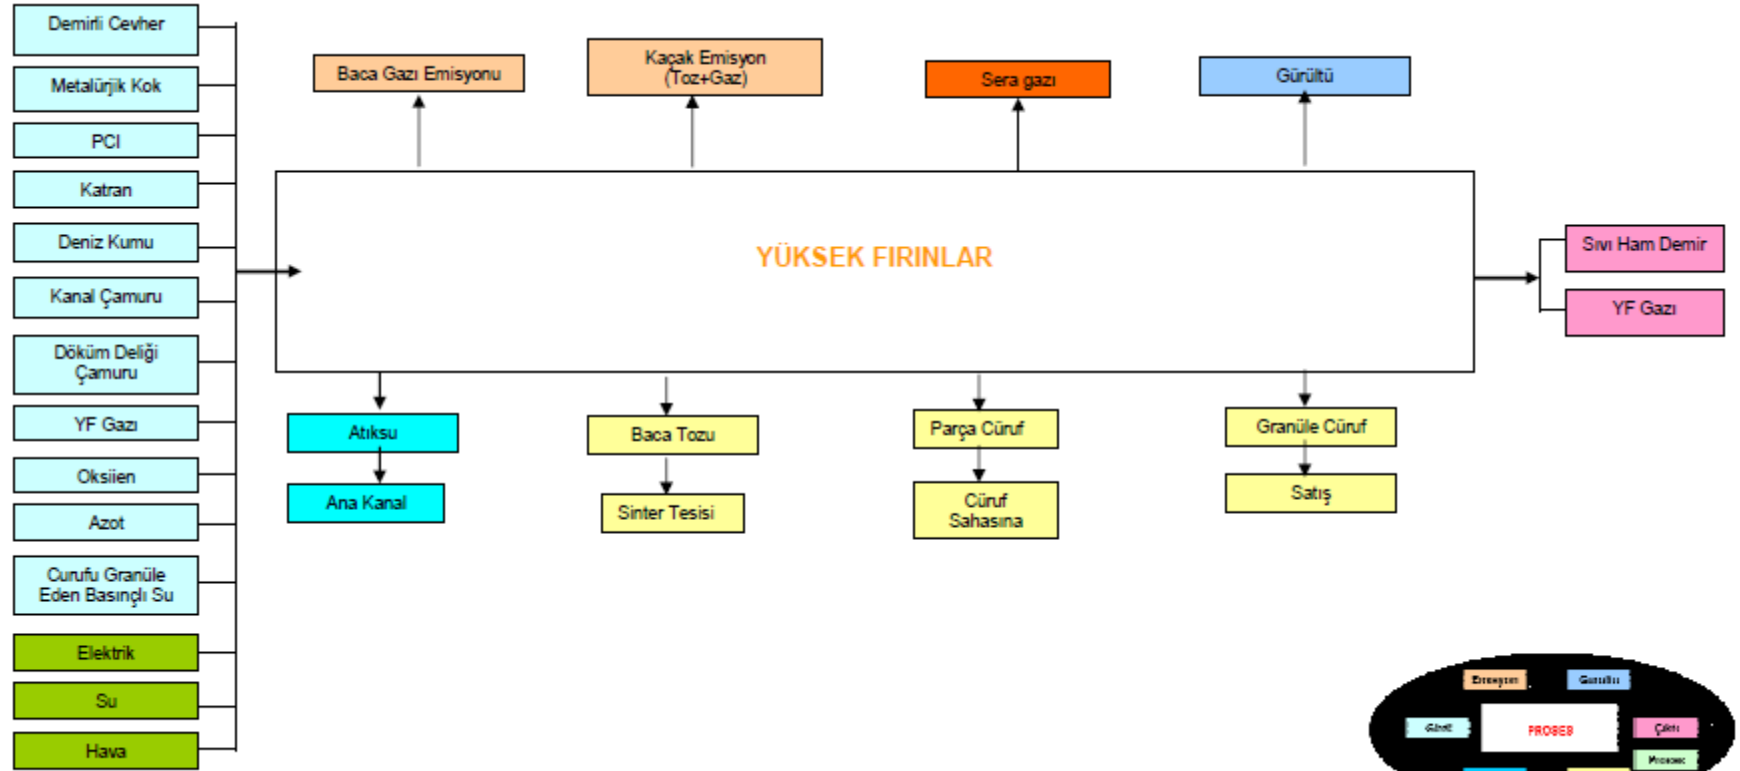 Demirli Cevher
Metalürjik Kok
PCI
Katran
Deniz Kumu
Kanal Çamuru
Döküm Deliği
Çamuru
YF Gazı
Oksiien
Azot
Curufu Granüle
Eden Basınçlı Su
Elektrik
Su
Hava
Baca Gazı Emisyonu
Kaçak Emisyon
(Toz+Gaz)
Sera gazı
Gürültü
YÜKSEK FIRINLAR
Sıvı Ham Demir
YF Gazı
Atıksu
Ana Kanal
Baca Tozu
Sinter Tesisi
Parça Cüruf
Cüruf
Sahasına
Granüle Cüruf
Satış
Emisyon
Gürültü
Girdi
PROSES
Çıktı